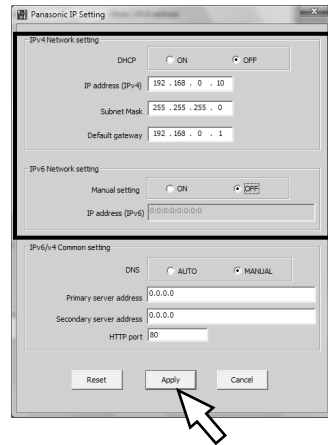 Panasonic IP Setting
IPv4 Network setting
DHCP ON OFF
IP address (IPv4) 192 . 168 . 0 . 10
Subnet Mask 255 . 255 . 255 . 0
Default gateway 192 . 168 . 0 . 1
IPv6 Network setting
Manual setting ON OFF
IP address (IPv6) 0:0:0:0:0:0:0:0
IPv6/v4 Common setting
DNS AUTO MANUAL
Primary server address 0.0.0.0
Secondary server address 0.0.0.0
HTTP port 80
Reset Apply Cancel